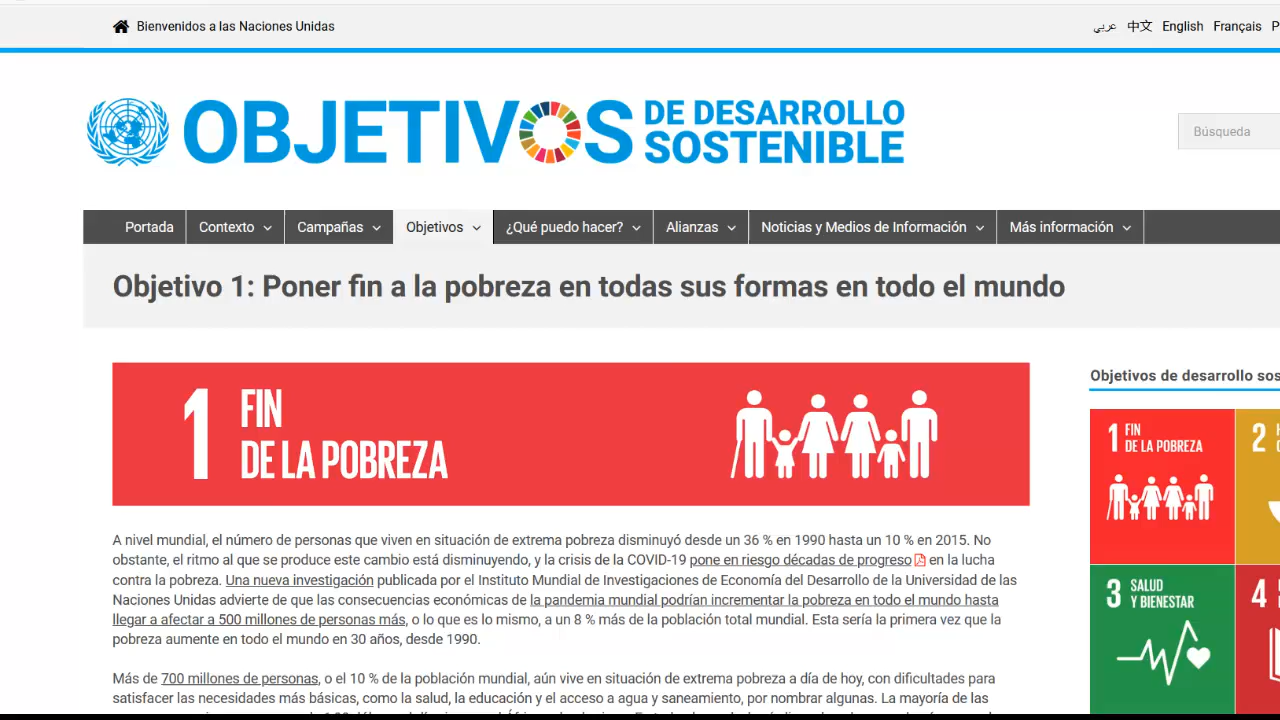 Bienvenidos a las Naciones Unidas
عربي 中文 English Français
OBJETIVOS DE DESARROLLO
SOSTENIBLE
Búsqueda
Portada Contexto Campañas Objetivos ¿Qué puedo hacer? Alianzas Noticias y Medios de Información Más información
Objetivo 1: Poner fin a la pobreza en todas sus formas en todo el mundo
1 FIN
DE LA POBREZA
A nivel mundial, el número de personas que viven en situación de extrema pobreza disminuyó desde un 36 % en 1990 hasta un 10 % en 2015. No
obstante, el ritmo al que se produce este cambio está disminuyendo, y la crisis de la COVID-19 pone en riesgo décadas de progreso en la lucha
contra la pobreza. Una nueva investigación publicada por el Instituto Mundial de Investigaciones de Economía del Desarrollo de la Universidad de las
Naciones Unidas advierte de que las consecuencias económicas de la pandemia mundial podrían incrementar la pobreza en todo el mundo hasta
llegar a afectar a 500 millones de personas más, o lo que es lo mismo, a un 8 % más de la población total mundial. Esta sería la primera vez que la
pobreza aumente en todo el mundo en 30 años, desde 1990.
Más de 700 millones de personas, o el 10 % de la población mundial, aún vive en situación de extrema pobreza a día de hoy, con dificultades para
satisfacer las necesidades más básicas, como la salud, la educación y el acceso a agua y saneamiento, por nombrar algunas. La mayoría de las
Objetivos de desarrollo
1 FIN
DE LA POBREZA
2
3 SALUD
Y BIENESTAR
4